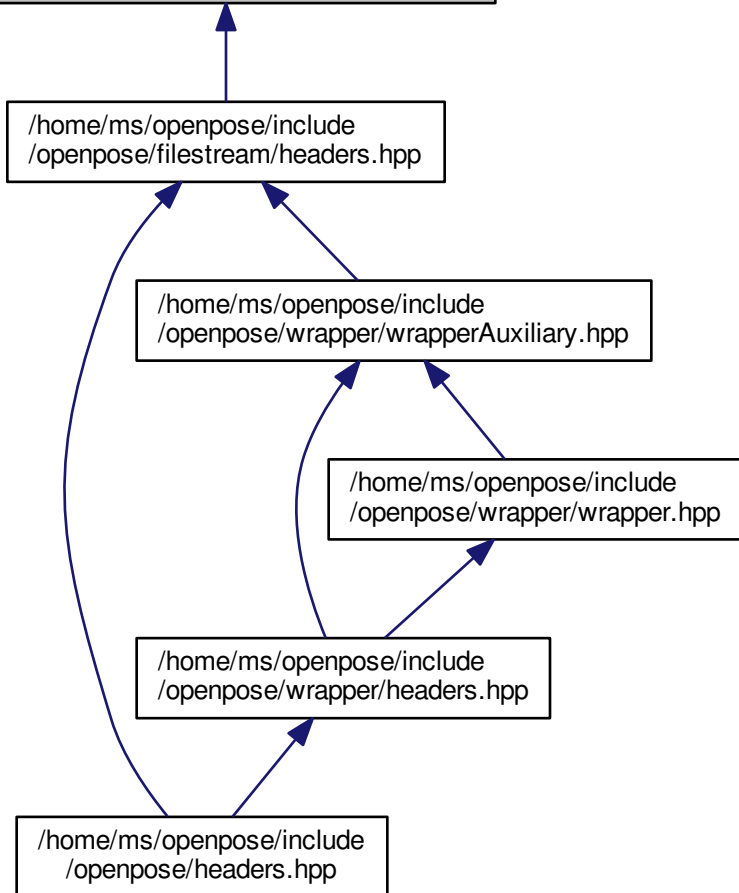 /home/ms/openpose/include
/openpose/filestream/headers.hpp
/home/ms/openpose/include
/openpose/wrapper/wrapperAuxiliary.hpp
/home/ms/openpose/include
/openpose/wrapper/wrapper.hpp
/home/ms/openpose/include
/openpose/wrapper/headers.hpp
/home/ms/openpose/include
/openpose/headers.hpp